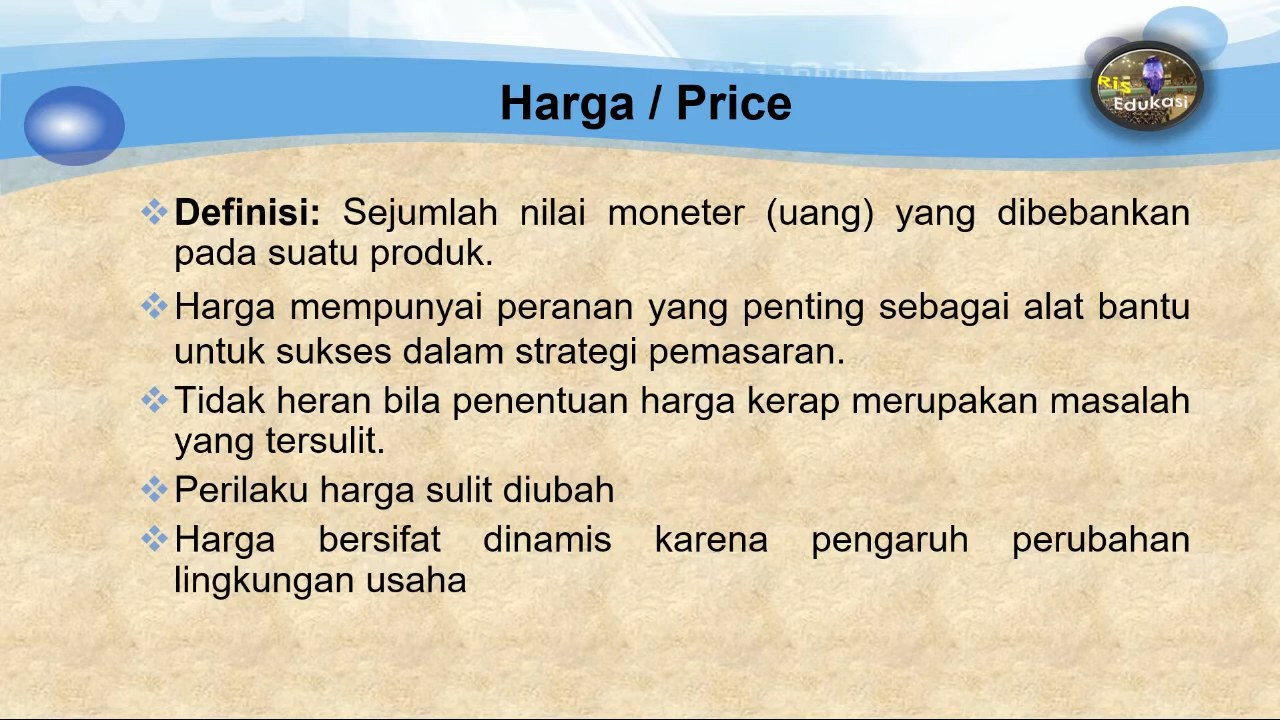 Harga / Price
Ris
Edukasi
Definisi: Sejumlah nilai moneter (uang) yang dibebankan
pada suatu produk.
Harga mempunyai peranan yang penting sebagai alat bantu
untuk sukses dalam strategi pemasaran.
Tidak heran bila penentuan harga kerap merupakan masalah
yang tersulit.
Perilaku harga sulit diubah
Harga bersifat dinamis karena pengaruh perubahan
lingkungan usaha